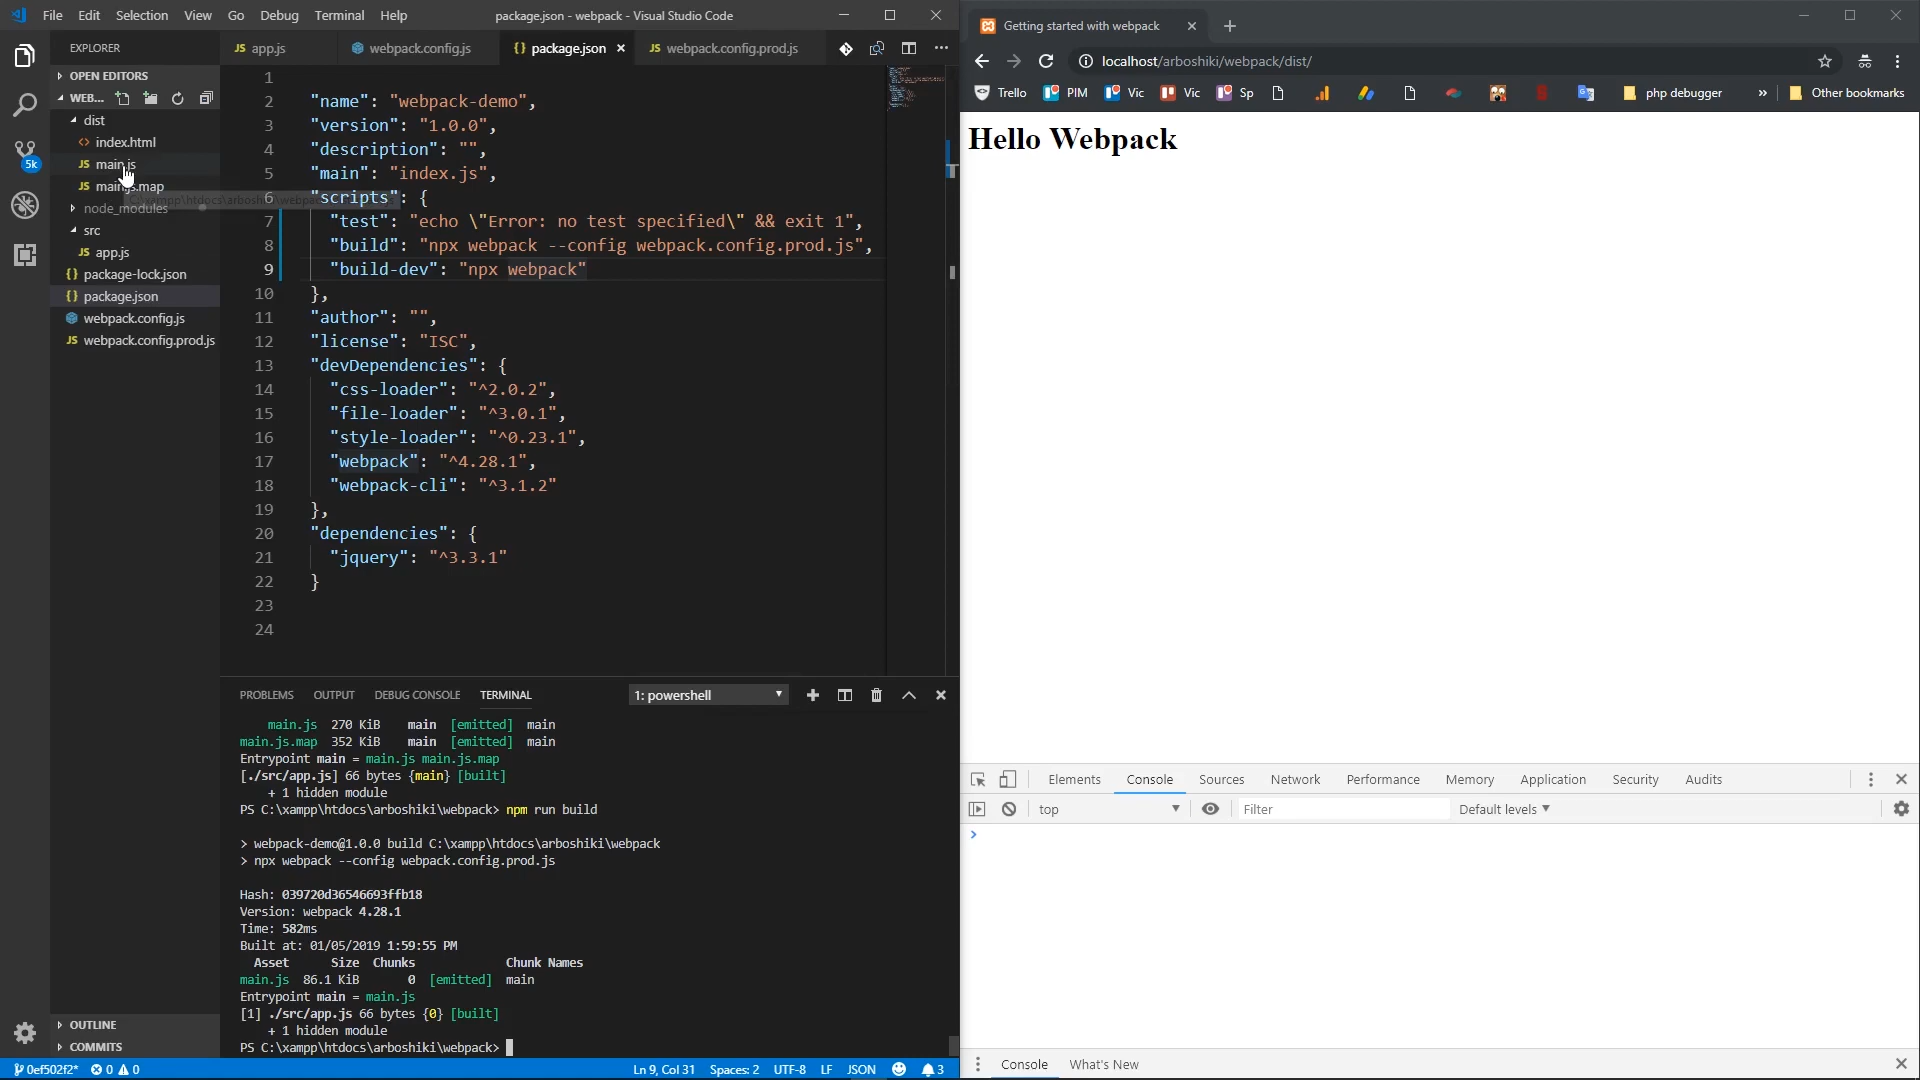 File Edit Selection View Go Debug Terminal Help package.json - webpack - Visual Studio Code
EXPLORER
OPEN EDITORS
WEB...
dist
index.html
main.js
main.js.map
node_modules
src
app.js
package-lock.json
package.json
webpack.config.js
webpack.config.prod.js
OUTLINE
COMMITS
5k
app.js webpack.config.js package.json webpack.config.prod.js
1
2 "name": "webpack-demo",
3 "version": "1.0.0",
4 "description": "",
5 "main": "index.js",
6 "scripts": {
7 "test": "echo \"Error: no test specified\" && exit 1",
8 "build": "npx webpack --config webpack.config.prod.js",
9 "build-dev": "npx webpack"
10 },
11 "author": "",
12 "license": "ISC",
13 "devDependencies": {
14 "css-loader": "^2.0.2",
15 "file-loader": "^3.0.1",
16 "style-loader": "^0.23.1",
17 "webpack": "^4.28.1",
18 "webpack-cli": "^3.1.2"
19 },
20 "dependencies": {
21 "jquery": "^3.3.1"
22 }
23
24
PROBLEMS OUTPUT DEBUG CONSOLE TERMINAL 1: powershell
main.js 270 KiB main [emitted] main
main.js.map 352 KiB main [emitted] main
Entrypoint main = main.js main.js.map
[./src/app.js] 66 bytes {main} [built]
+ 1 hidden module
PS C:\xampp\htdocs\arboshiki\webpack> npm run build
> webpack-demo@1.0.0 build C:\xampp\htdocs\arboshiki\webpack
> npx webpack --config webpack.config.prod.js
Hash: 039720d36546693ffb18
Version: webpack 4.28.1
Time: 582ms
Built at: 01/05/2019 1:59:55 PM
Asset Size Chunks Chunk Names
main.js 86.1 KiB 0 [emitted] main
Entrypoint main = main.js
[1] ./src/app.js 66 bytes {0} [built]
+ 1 hidden module
PS C:\xampp\htdocs\arboshiki\webpack>
0ef502f2* 0 0 Ln 9, Col 31 Spaces: 2 UTF-8 LF JSON 3
Getting started with webpack
localhost/arboshiki/webpack/dist/
Trello PIM Vic Vic Sp php debugger » Other bookmarks
Hello Webpack
Elements Console Sources Network Performance Memory Application Security Audits
top Filter Default levels
Console What's New